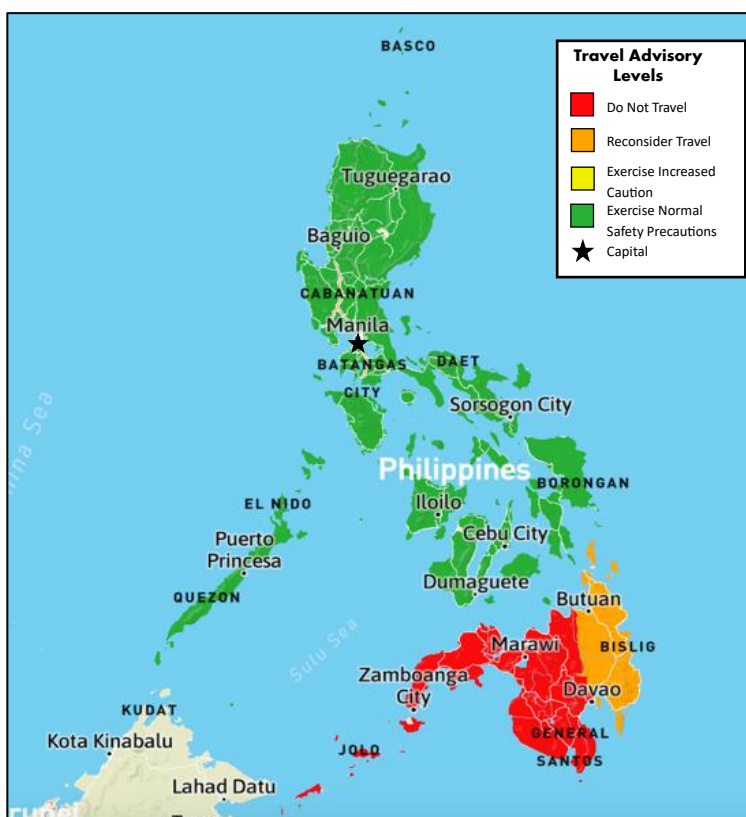 BASCO
Travel Advisory
Levels
Do Not Travel
Reconsider Travel
Exercise Increased
Caution
Exercise Normal
Safety Precautions
Capital
Tuguegarao
Baguio
CABANATUAN
Manila
BATANGAS
CITY
DAET
Sorsogon City
Philippines
BORONGAN
EL NIDO
Iloilo
Cebu City
Puerto
Princesa
Dumaguete
QUEZON
Butuan
Sulu Sea
Marawi
BISLIG
Zamboanga
City
Davao
KUDAT
GENERAL
SANTOS
JOLO
Kota Kinabalu
Lahad Datu